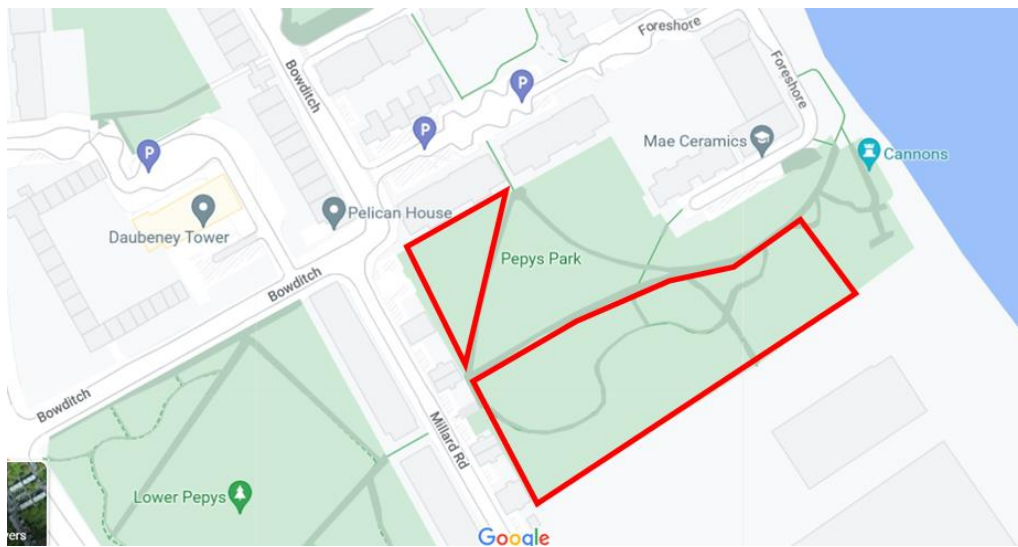 Foreshore
Bowditch
Foreshore
P
P
P
Mae Ceramics
Cannons
Pelican House
Daubeney Tower
Pepys Park
Bowditch
Bowditch
Millard Rd
Lower Pepys
ers
Google